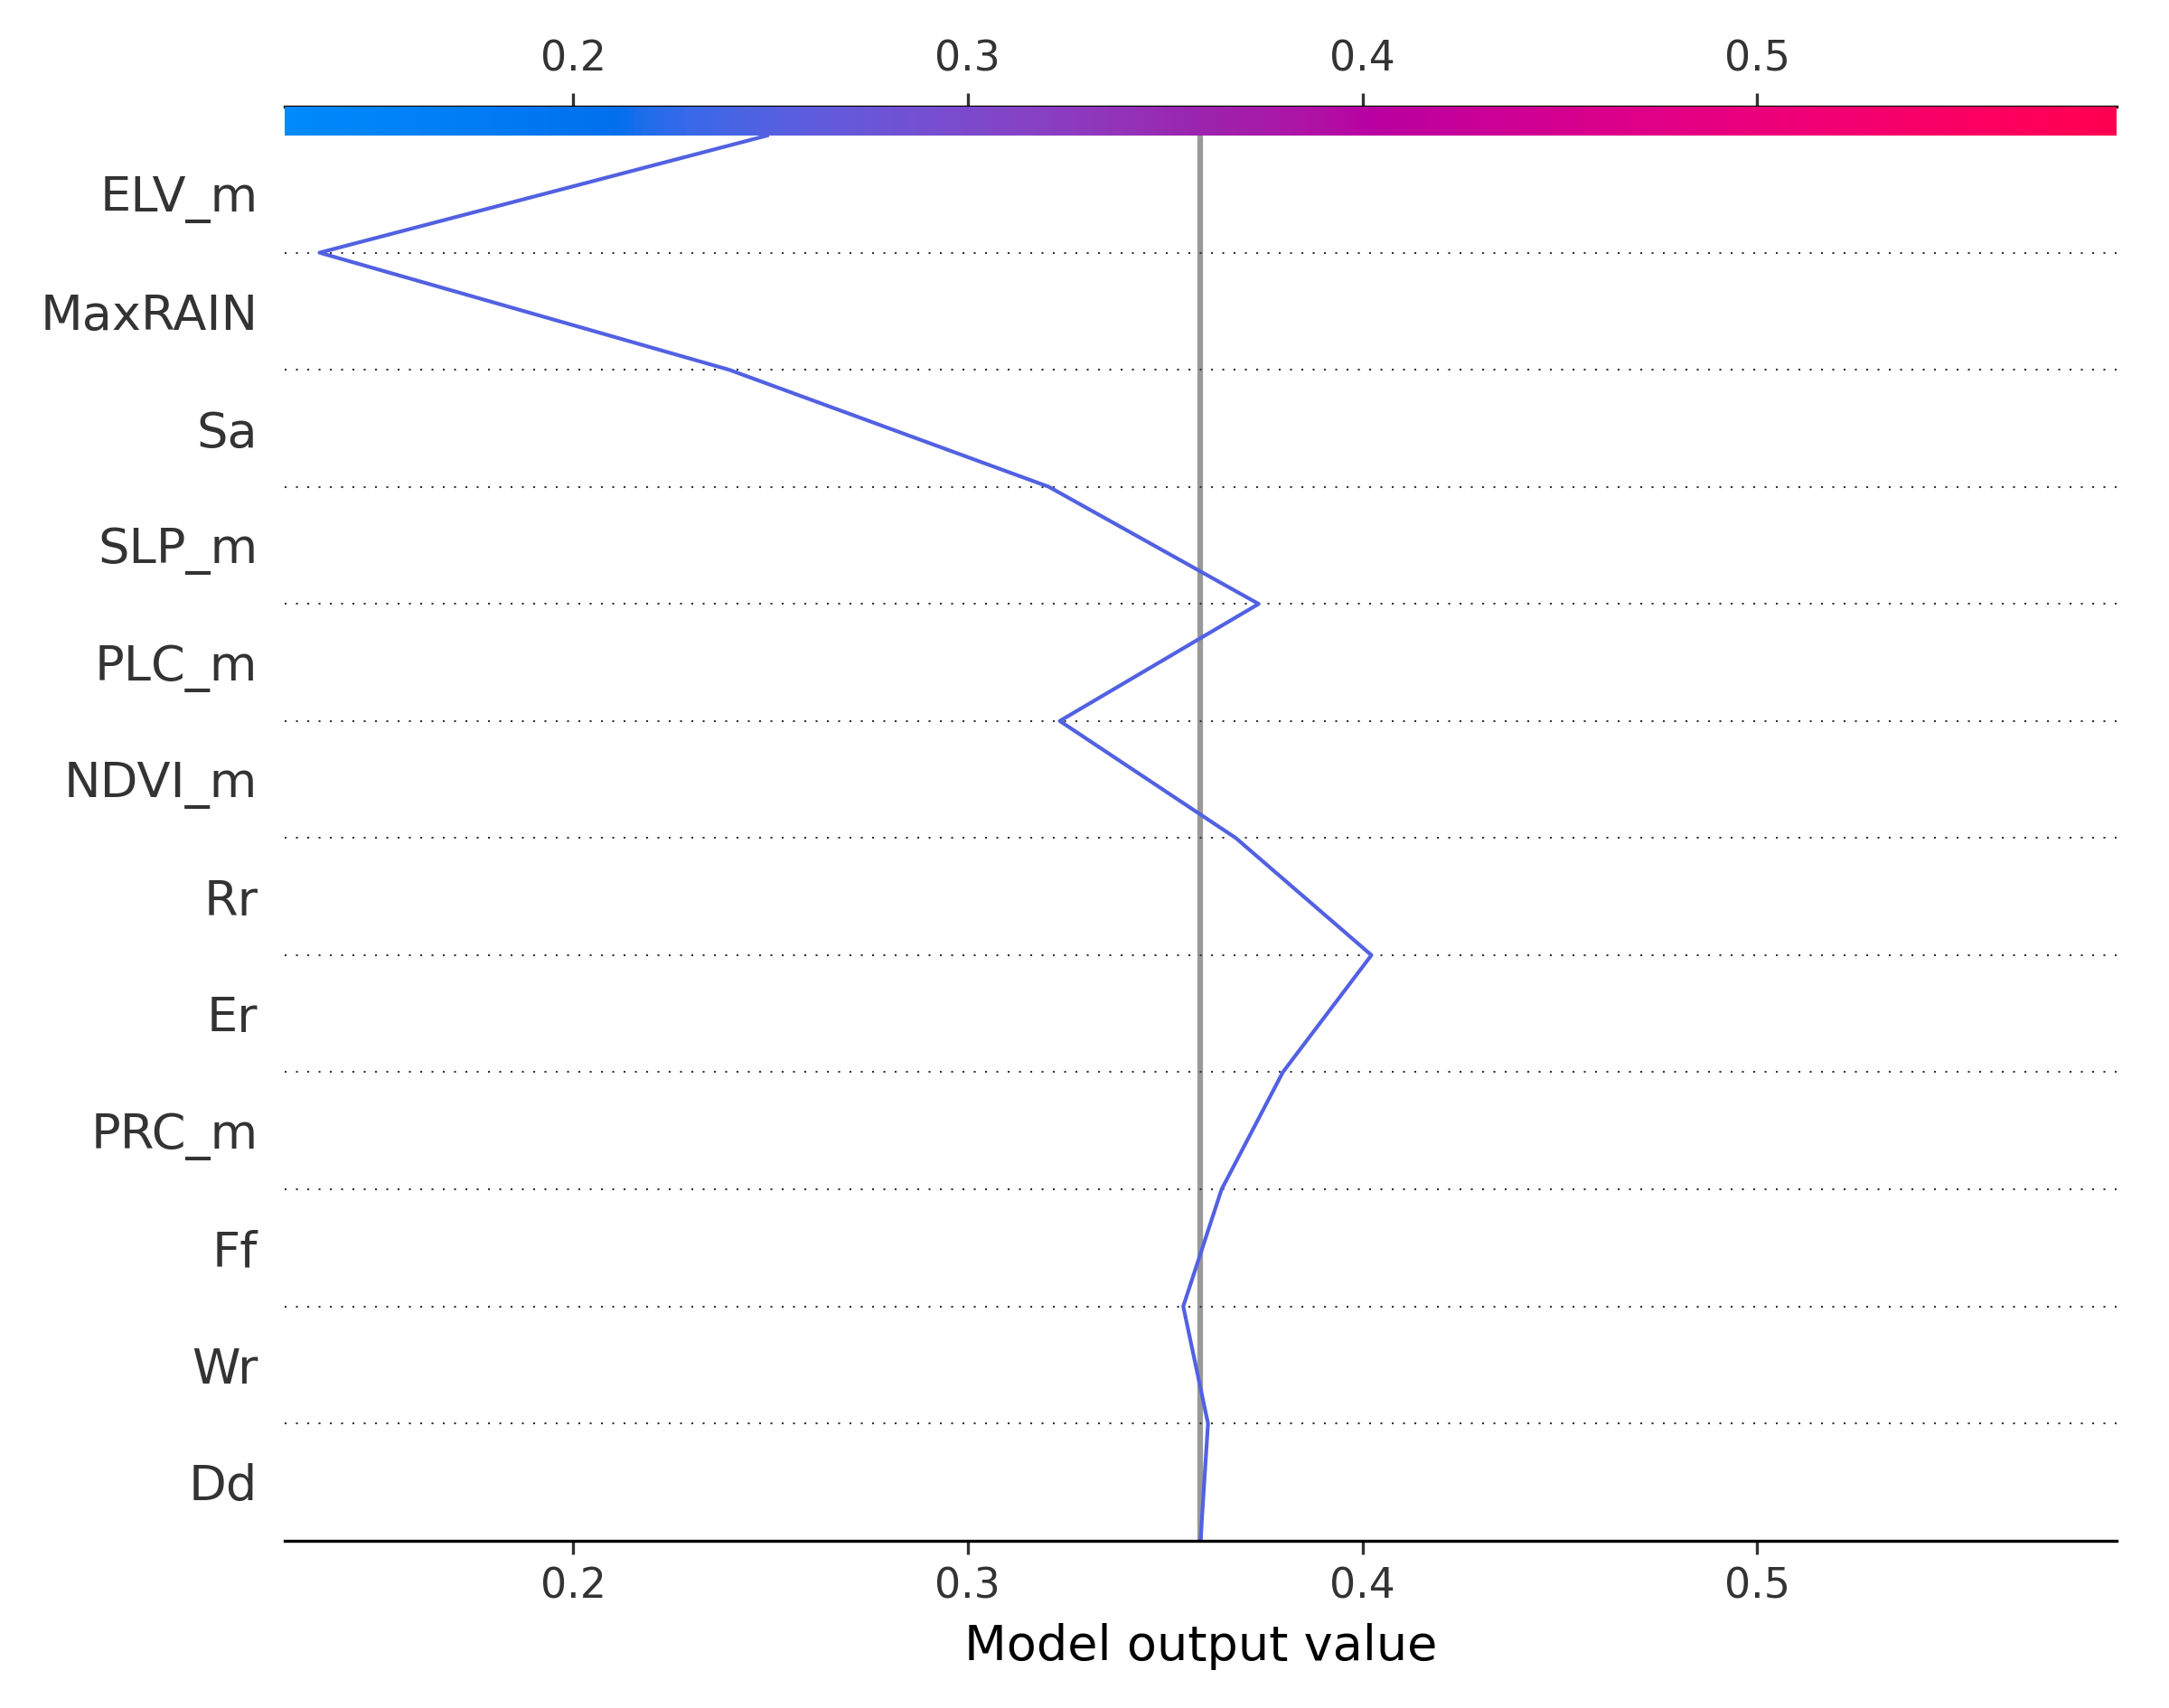 0.2 0.3 0.4 0.5
ELV_m
MaxRAIN
Sa
SLP_m
PLC_m
NDVI_m
Rr
Er
PRC_m
Ff
Wr
Dd
0.2 0.3 0.4 0.5
Model output value